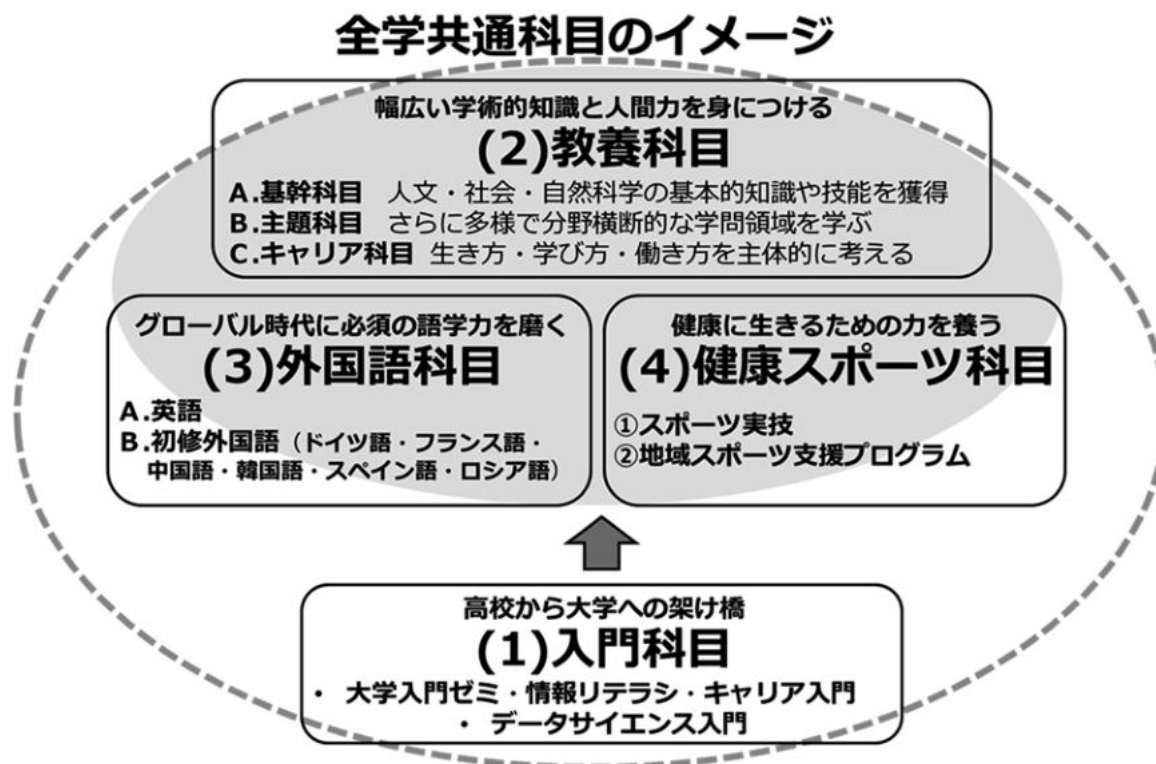 全学共通科目のイメージ
幅広い学術的知識と人間力を身につける
(2)教養科目
A.基幹科目 人文・社会・自然科学の基本的知識や技能を獲得
B.主題科目 さらに多様で分野横断的な学問領域を学ぶ
C.キャリア科目 生き方・学び方・働き方を主体的に考える
グローバル時代に必須の語学力を磨く
(3)外国語科目
A.英語
B.初修外国語（ドイツ語・フランス語・
中国語・韓国語・スペイン語・ロシア語）
健康に生きるための力を養う
(4)健康スポーツ科目
①スポーツ実技
②地域スポーツ支援プログラム
高校から大学への架け橋
(1)入門科目
・ 大学入門ゼミ・情報リテラシ・キャリア入門
・ データサイエンス入門